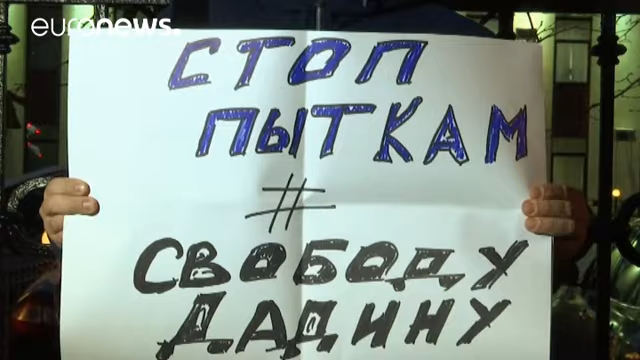 euronews.
СТОП
ПЫТКАМ
#
СВОБОДУ
ДАДИНУ